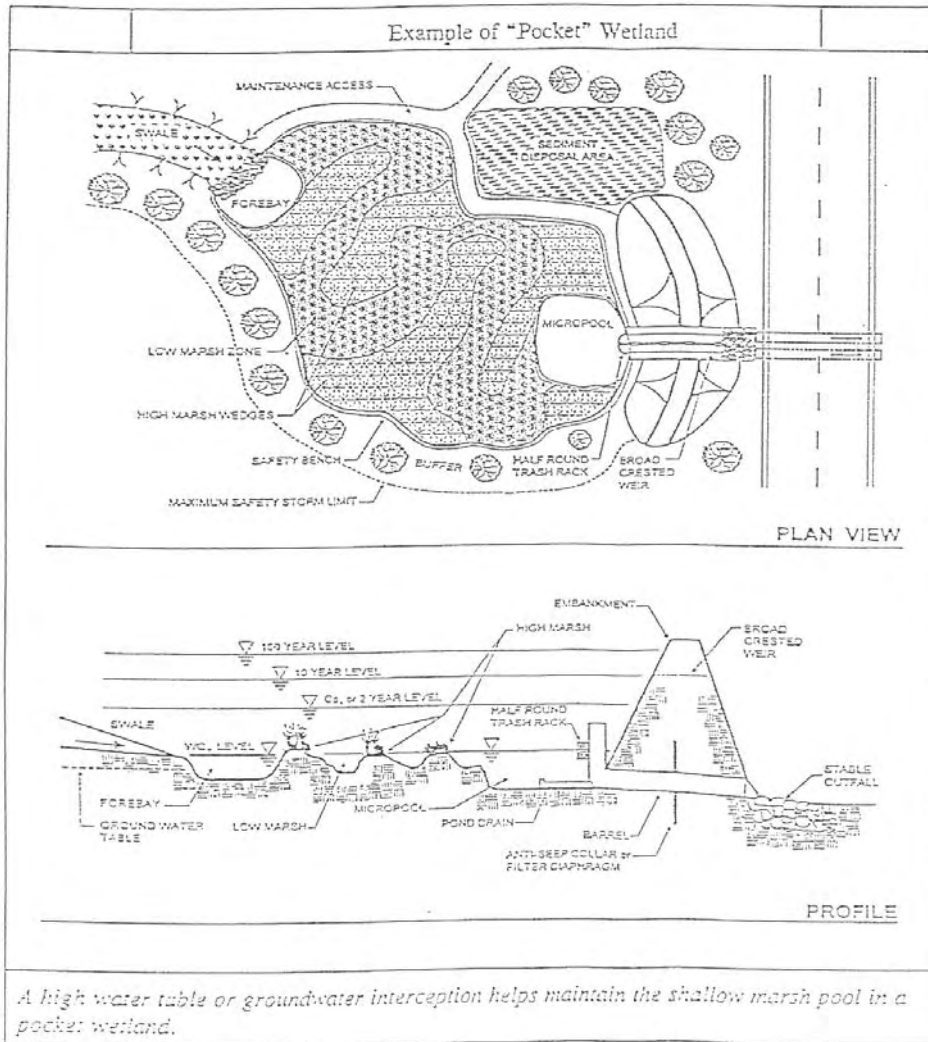 Example of "Pocket" Wetland
MAINTENANCE ACCESS
SWALE
SEDIMENT
DISPOSAL AREA
FOREBAY
MICROPOOL
LOW MARSH ZONE
HIGH MARSH WEDGES
SAFETY BENCH
BUFFER
HALF ROUND
TRASH RACK
BROAD
CRESTED
WEIR
MAXIMUM SAFETY STORM LIMIT
PLAN VIEW
EMBANKMENT
HIGH MARSH
BROAD
CRESTED
WEIR
100 YEAR LEVEL
10 YEAR LEVEL
OR 2 YEAR LEVEL
HALF ROUND
TRASH RACK
SWALE
LEVEL
STABLE
OUTFALL
FOREBAY
MICROPOOL
GROUND WATER
TABLE
LOW MARSH
POND DRAIN
BARREL
ANTI-SEEP COLLAR or
FILTER DIAPHRAGM
PROFILE
A high water table or groundwater interception helps maintain the shallow marsh pool in a
pocket wetland.